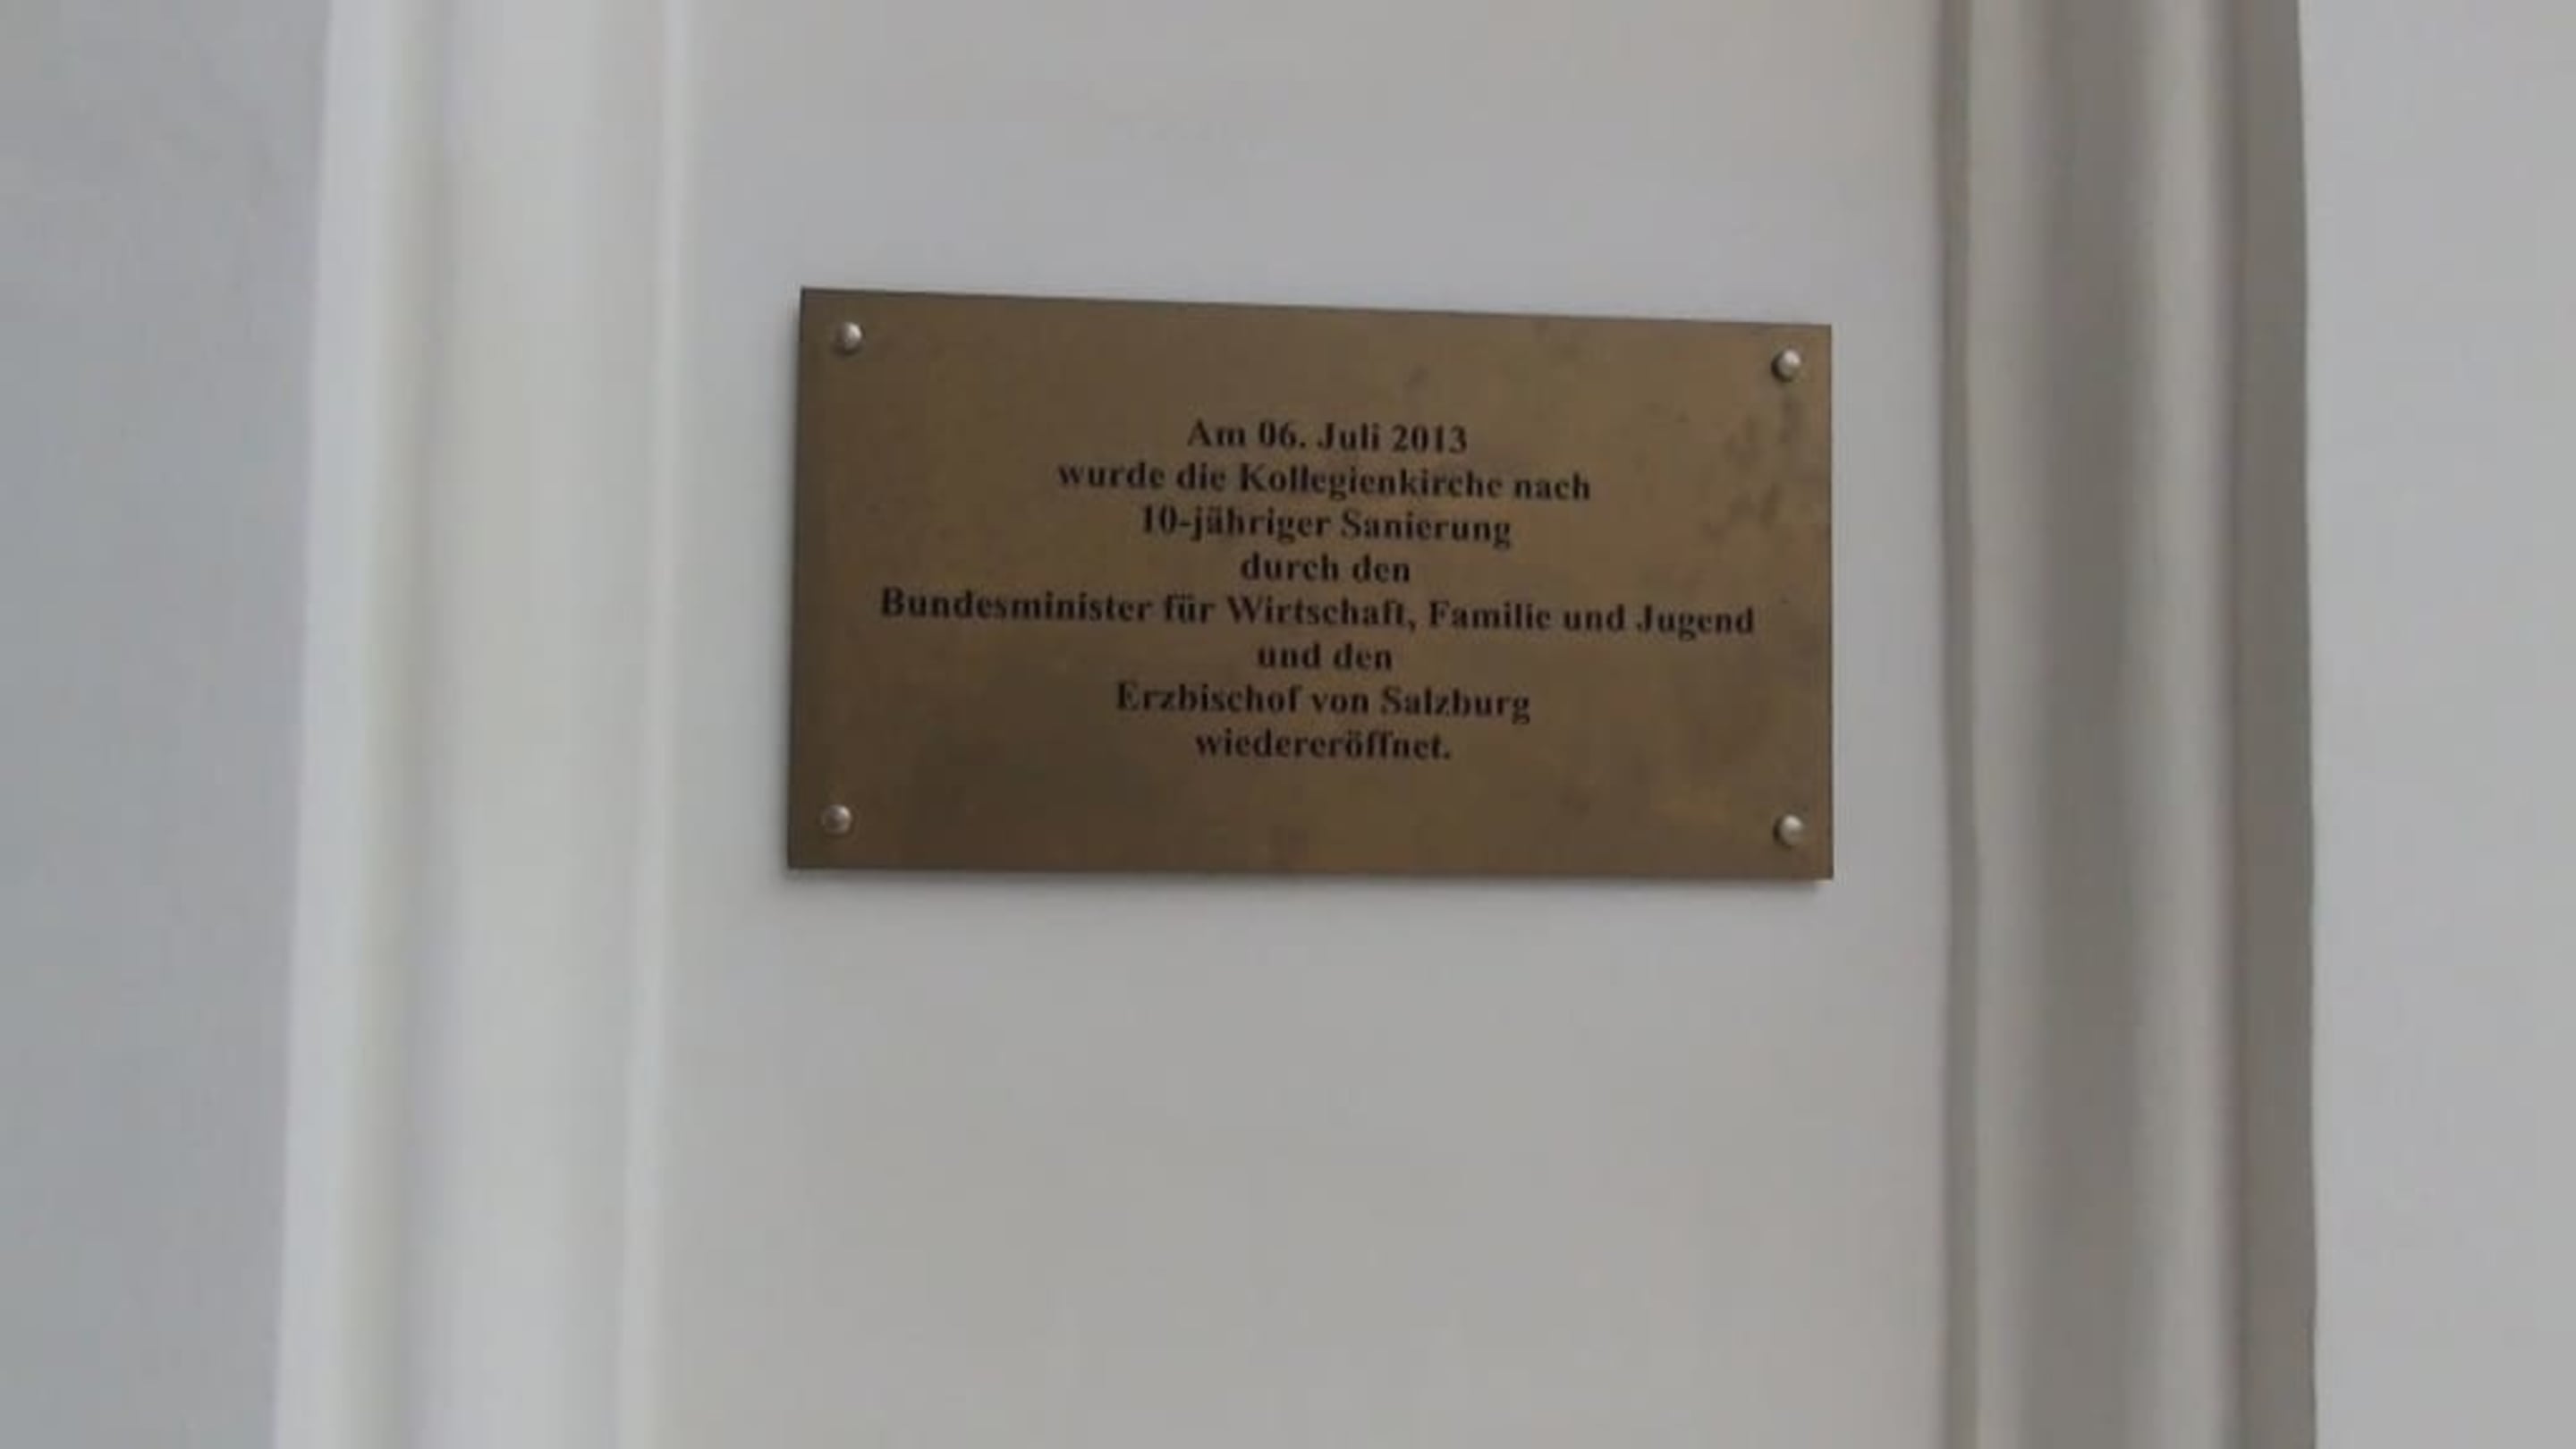 Am 06. Juli 2013
wurde die Kollegienkirche nach
10-jähriger Sanierung
durch den
Bundesminister für Wirtschaft, Familie und Jugend
und den
Erzbischof von Salzburg
wiedereröffnet.